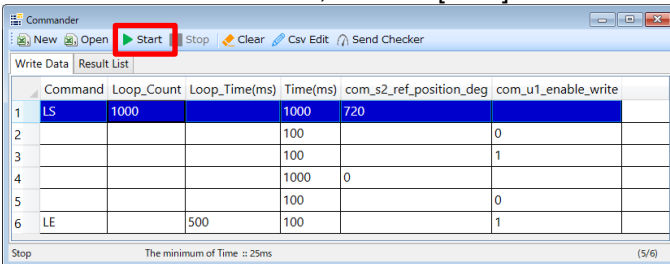 Commander
New Open Start Stop Clear Csv Edit Send Checker
Write Data Result List
Command Loop_Count Loop_Time(ms) Time(ms) com_s2_ref_position_deg com_u1_enable_write
1 LS 1000 1000 720
2 100 0
3 100 1
4 1000 0
5 100 0
6 LE 500 100 1
Stop The minimum of Time :: 25ms (5/6)